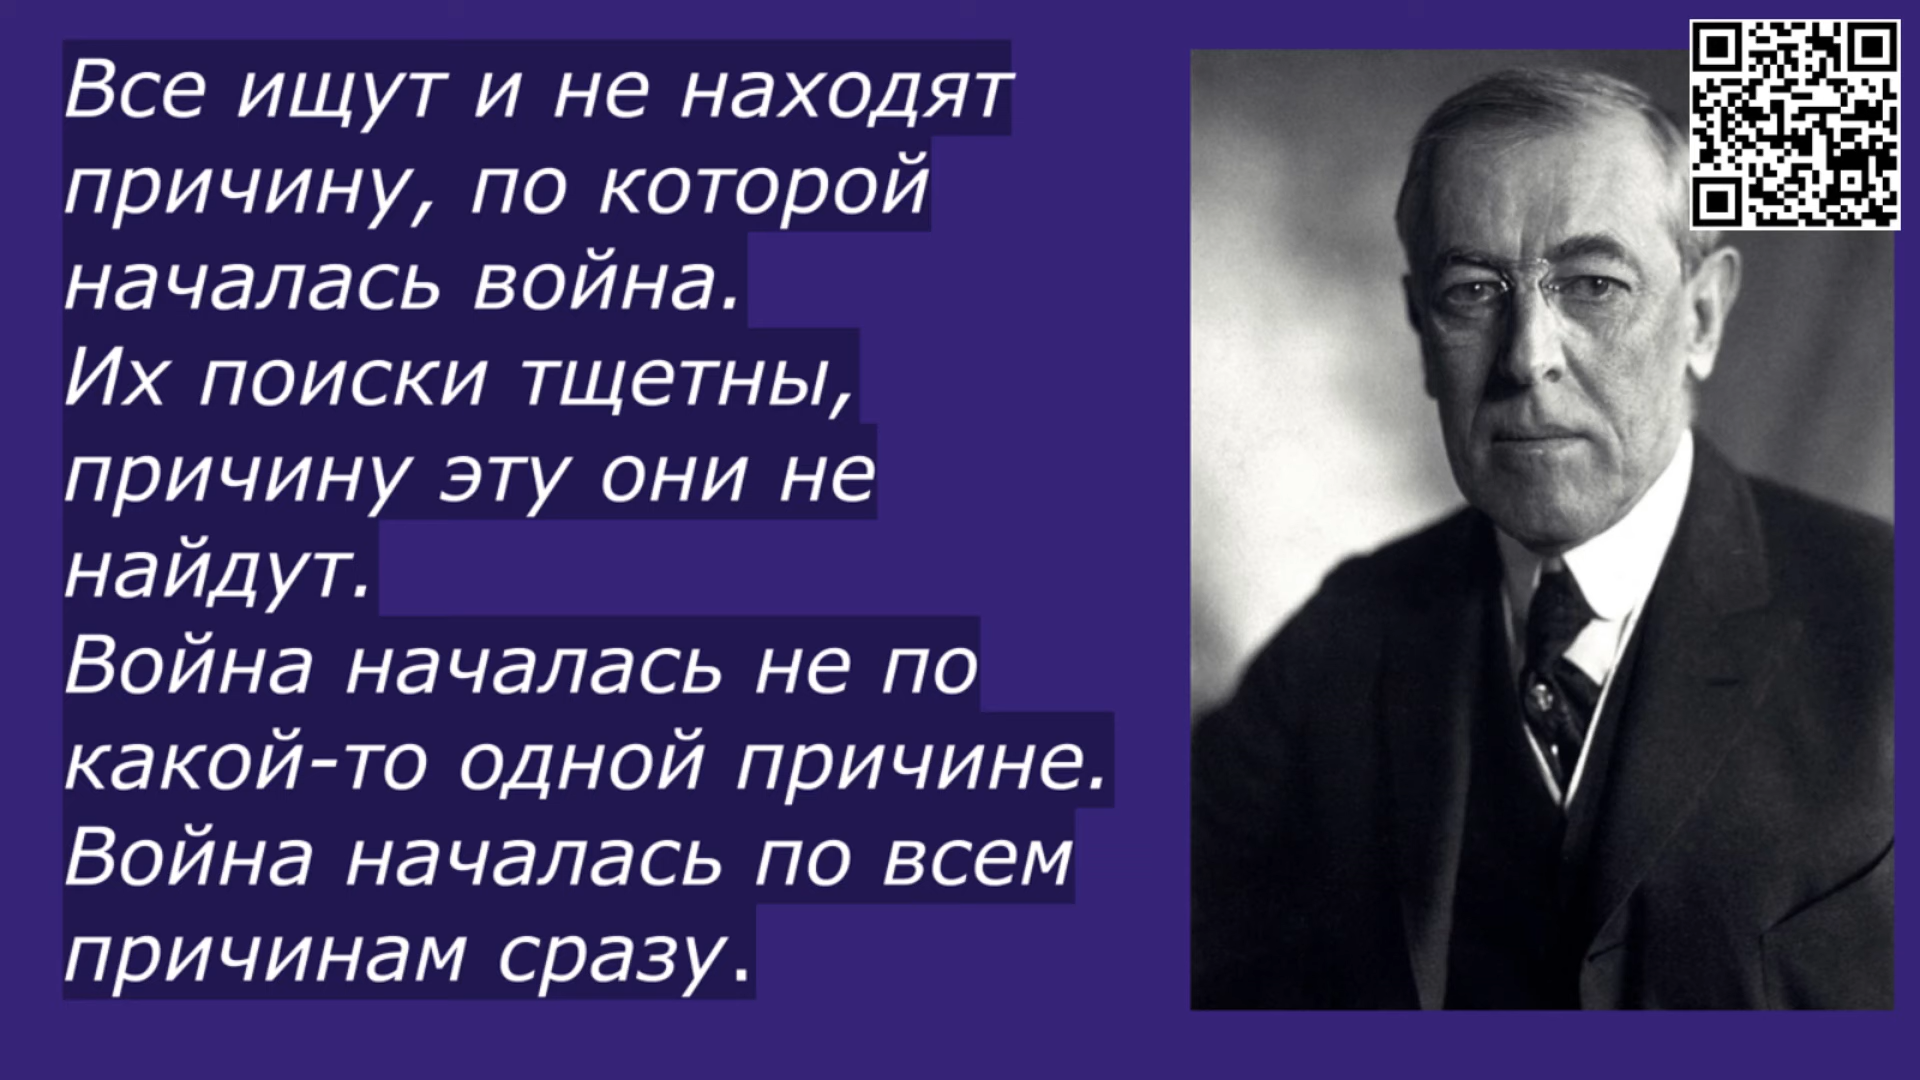 Все ищут и не находят
причину, по которой
началась война.
Их поиски тщетны,
причину эту они не
найдут.
Война началась не по
какой-то одной причине.
Война началась по всем
причинам сразу.